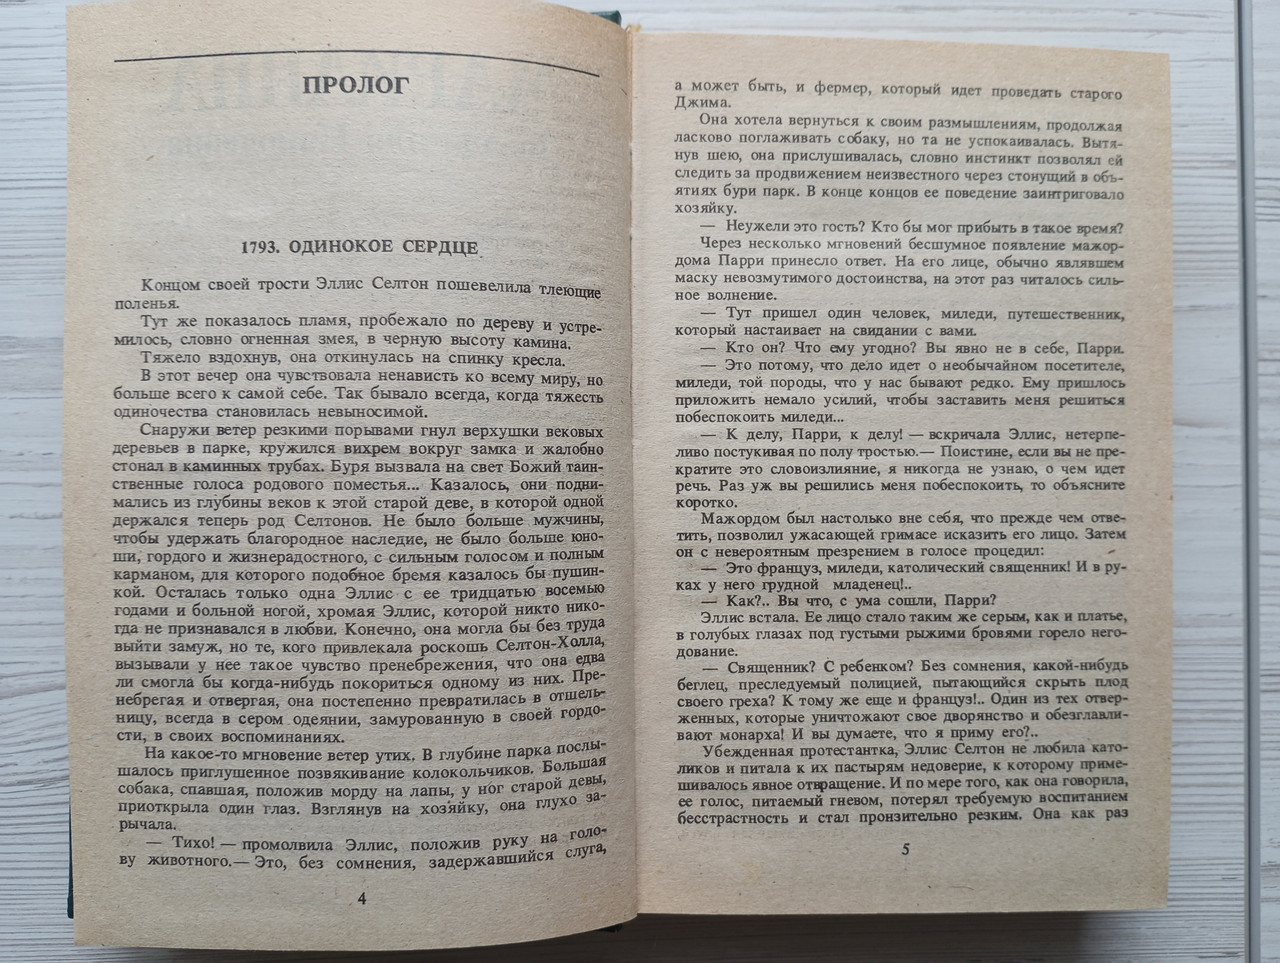 ПРОЛОГ
1793. ОДИНОКОЕ СЕРДЦЕ
Концом своей трости Эллис Селтон пошевелила тлеющие
поленья.
Тут же показалось пламя, пробежало по дереву и устре-
милось, словно огненная змея, в черную высоту камина.
Тяжело вздохнув, она откинулась на спинку кресла.
В этот вечер она чувствовала ненависть ко всему миру, но
больше всего к самой себе. Так бывало всегда, когда тяжесть
одиночества становилась невыносимой.
Снаружи ветер резкими порывами гнул верхушки вековых
деревьев в парке, кружился вихрем вокруг замка и жалобно
стонал в каминных трубах. Буря вызвала на свет Божий таин-
ственные голоса родового поместья... Казалось, они подни-
мались из глубины веков к этой старой деве, в которой одной
держался теперь род Селтонов. Не было больше мужчины,
чтобы удержать благородное наследие, не было больше юно-
ши, гордого и жизнерадостного, с сильным голосом и полным
карманом, для которого подобное бремя казалось бы пушин-
кой. Осталась только одна Эллис с ее тридцатью восемью
годами и больной ногой, хромая Эллис, которой никто нико-
гда не признавался в любви. Конечно, она могла бы без труда
выйти замуж, но те, кого привлекала роскошь Селтон-Холла,
вызывали у нее такое чувство пренебрежения, что она едва
ли смогла бы когда-нибудь покориться одному из них. Пре-
небрегая и отвергая, она постепенно превратилась в отшель-
ницу, всегда в сером одеянии, замурованную в своей гордо-
сти, в своих воспоминаниях.
На какое-то мгновение ветер утих. В глубине парка послы-
шалось приглушенное позвякивание колокольчиков. Большая
собака, спавшая, положив морду на лапы, у ног старой девы,
приоткрыла один глаз. Взглянув на хозяйку, она глухо за-
рычала.
— Тихо! — промолвила Эллис, положив руку на голо-
ву животного.— Это, без сомнения, задержавшийся слуга,
4
а может быть, и фермер, который идет проведать старого
Джима.
Она хотела вернуться к своим размышлениям, продолжая
ласково поглаживать собаку, но та не успокаивалась. Вытя-
нув шею, она прислушивалась, словно инстинкт позволял ей
следить за продвижением неизвестного через стонущий в объ-
ятиях бури парк. В конце концов ее поведение заинтриговало
хозяйку.
— Неужели это гость? Кто бы мог прибыть в такое время?
Через несколько мгновений бесшумное появление мажор-
дома Парри принесло ответ. На его лице, обычно являвшем
маску невозмутимого достоинства, на этот раз читалось силь-
ное волнение.
— Тут пришел один человек, миледи, путешественник,
который настаивает на свидании с вами.
— Кто он? Что ему угодно? Вы явно не в себе, Парри.
— Это потому, что дело идет о необычайном посетителе,
миледи, той породы, что у нас бывают редко. Ему пришлось
приложить немало усилий, чтобы заставить меня решиться
побеспокоить миледи...
— К делу, Парри, к делу! — вскричала Эллис, нетерпе-
ливо постукивая по полу тростью.— Поистине, если вы не пре-
кратите это словоизлияние, я никогда не узнаю, о чем идет
речь. Раз уж вы решились меня побеспокоить, то объясните
коротко.
Мажордом был настолько вне себя, что прежде чем отве-
тить, позволил ужасающей гримасе исказить его лицо. Затем
он с невероятным презрением в голосе процедил:
— Это француз, миледи, католический священник! И в ру-
ках у него грудной младенец!..
— Как?.. Вы что, с ума сошли, Парри?
Эллис встала. Ее лицо стало таким же серым, как и платье,
в голубых глазах под густыми рыжими бровями горело него-
дование.
— Священник? С ребенком? Без сомнения, какой-нибудь
беглец, преследуемый полицией, пытающийся скрыть плод
своего греха? К тому же еще и француз!.. Один из тех отвер-
женных, которые уничтожают свое дворянство и обезглавли-
вают монарха! И вы думаете, что я приму его?..
Убежденная протестантка, Эллис Селтон не любила като-
ликов и питала к их пастырям недоверие, к которому приме-
шивалось явное отвращение. И по мере того, как она говорила,
ее голос, питаемый гневом, потерял требуемую воспитанием
бесстрастность и стал пронзительно резким. Она как раз
5